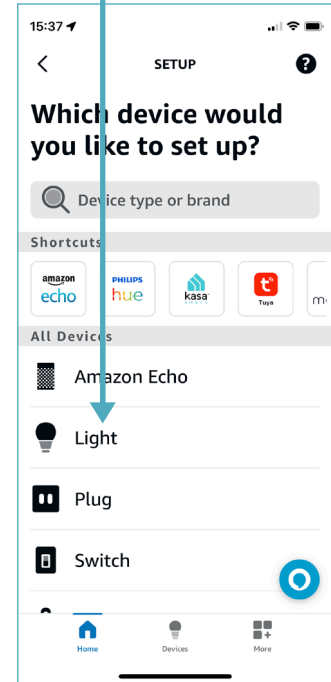 15:37
SETUP
Which device would
you like to set up?
Device type or brand
Shortcuts
amazon
echo
PHILIPS
hue
kasa
smart
Tuya
All Devices
Amazon Echo
Light
Plug
Switch
Home
Devices
More